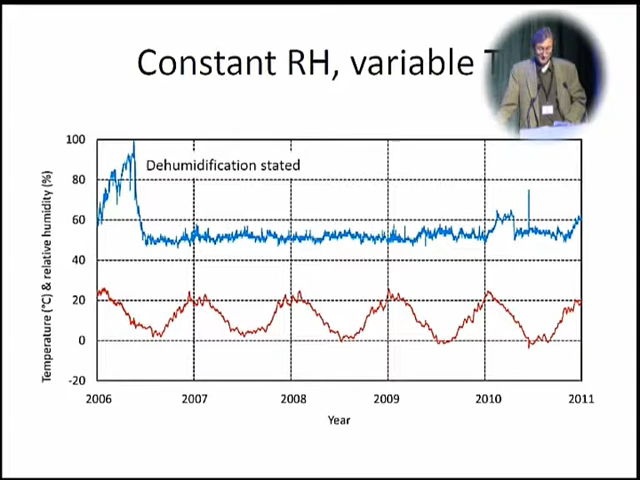 Constant RH, variable T
Dehumidification stated
100
80
60
40
20
0
-20
Temperature (°C) & relative humidity (%)
2006 2007 2008 2009 2010 2011
Year